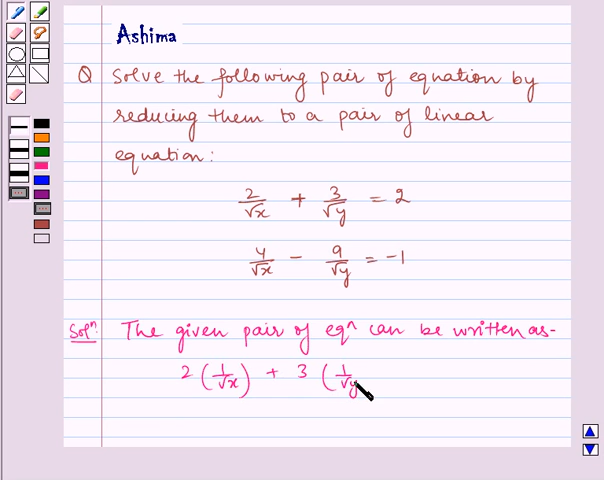 Ashima
Q Solve the following pair of equation by
reducing them to a pair of linear
equation:
2/√x + 3/√y = 2
4/√x - 9/√y = -1
Solⁿ: The given pair of eqⁿ can be written as-
2 (1/√x) + 3 (1/√y